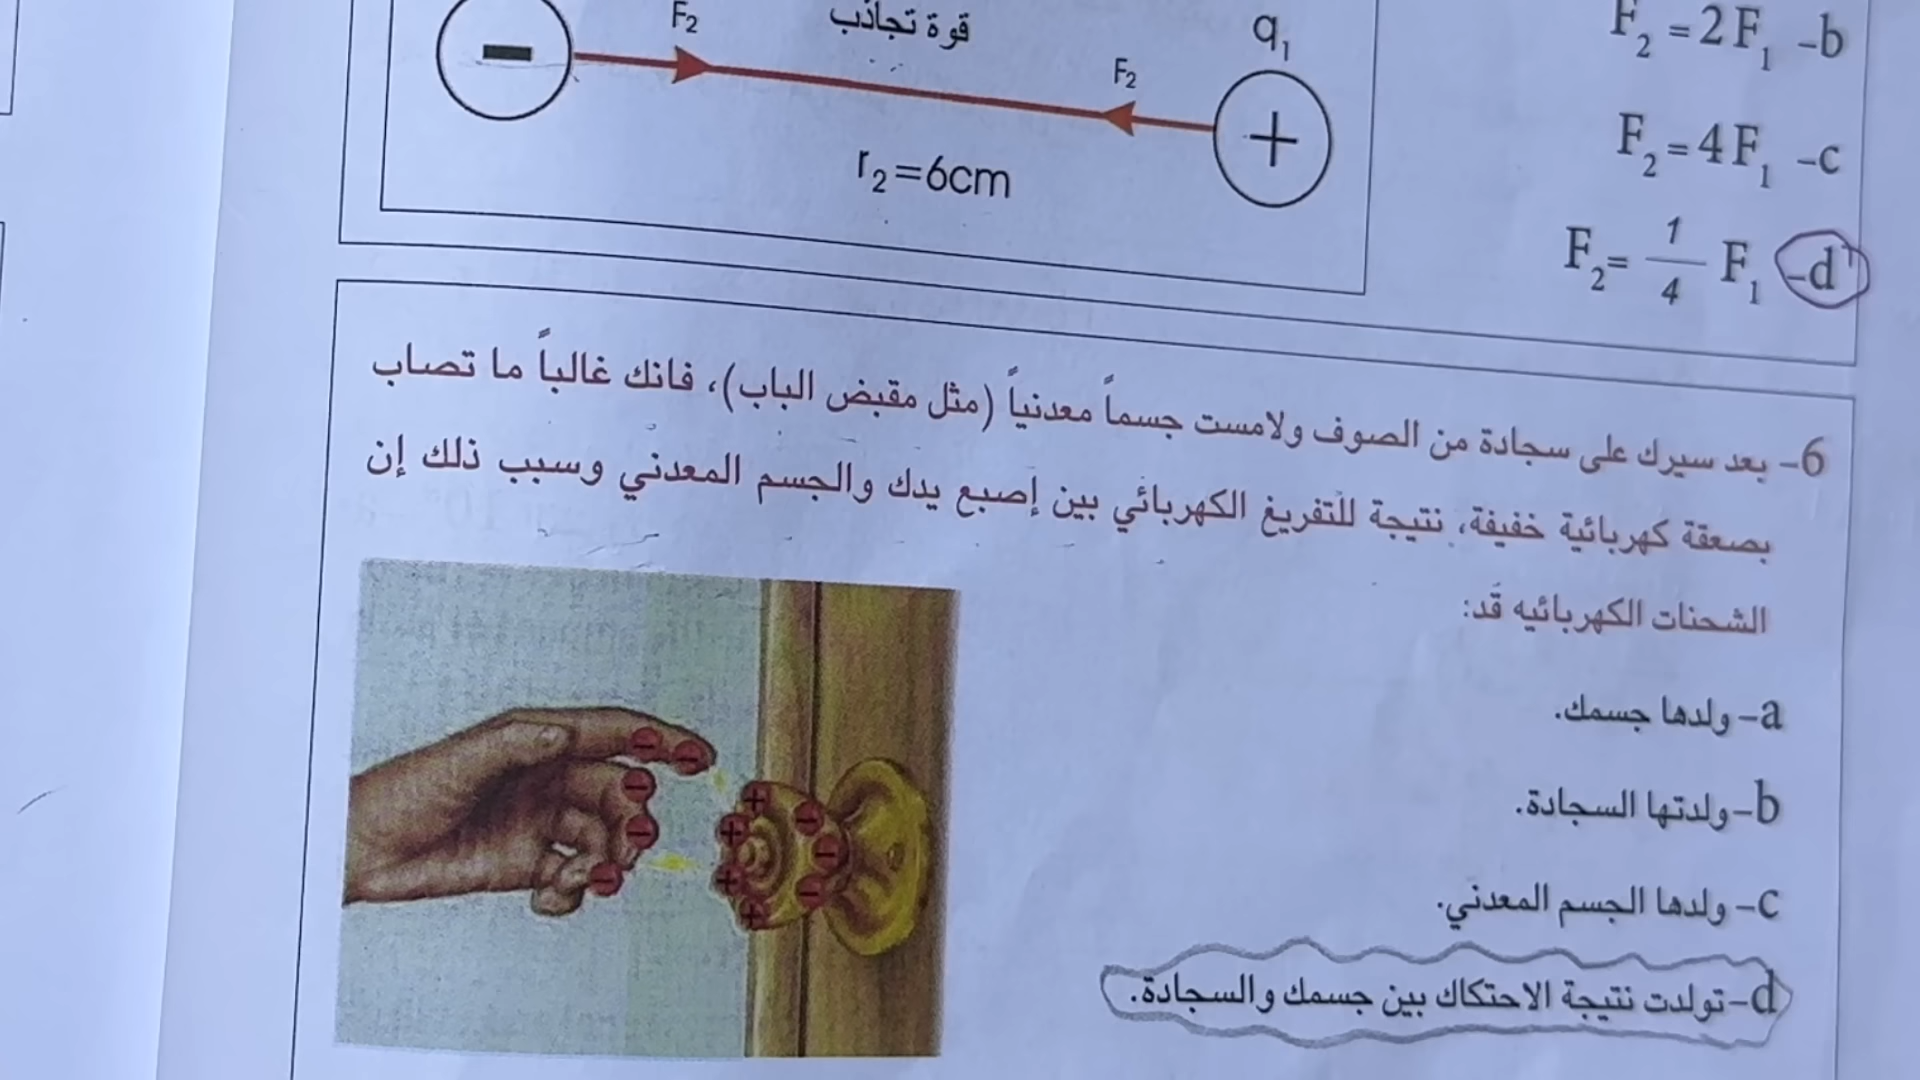 F₂ = 2F₁ -b
F₂ = 4F₁ -c
F₂ = 1/4 F₁ -d
قوة تجاذب
F₂
F₂
q₁
−
+
r₂=6cm
6- بعد سيرك على سجادة من الصوف ولامست جسماً معدنياً (مثل مقبض الباب)، فانك غالباً ما تصاب
بصعقة كهربائية خفيفة، نتيجة للتفريغ الكهربائي بين إصبع يدك والجسم المعدني وسبب ذلك إن
الشحنات الكهربائيه قد:
a- ولدها جسمك.
b- ولدتها السجادة.
c- ولدها الجسم المعدني.
d- تولدت نتيجة الاحتكاك بين جسمك والسجادة.